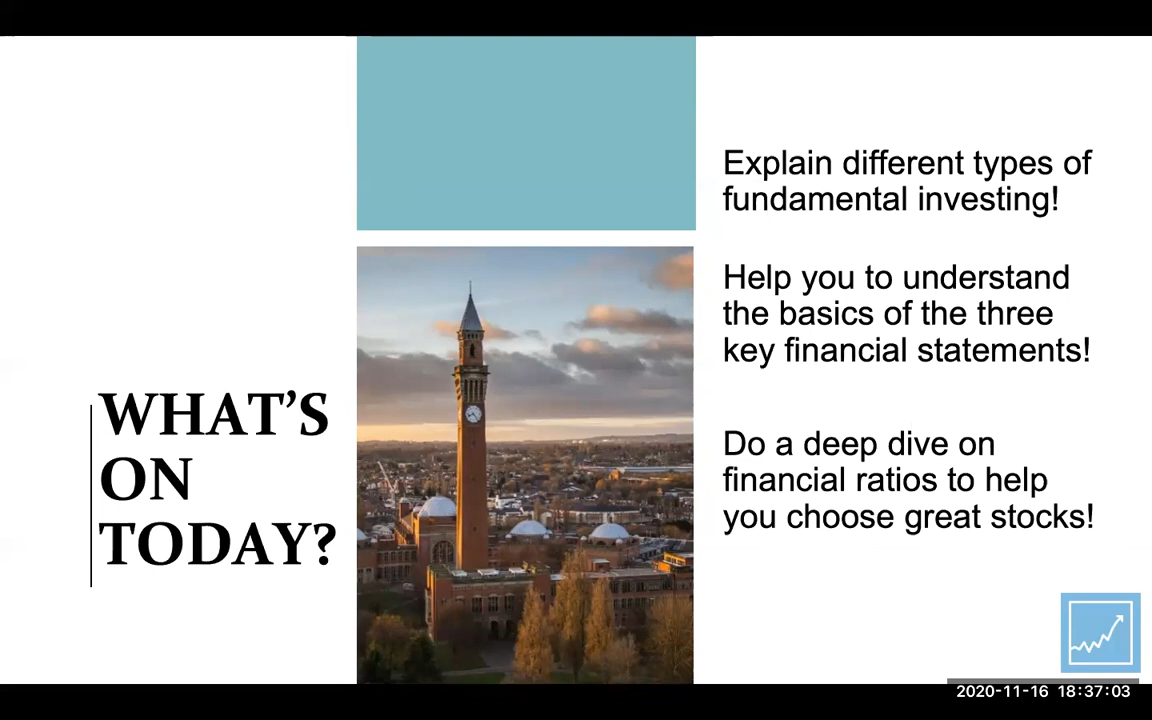 WHAT'S
ON
TODAY?
Explain different types of
fundamental investing!
Help you to understand
the basics of the three
key financial statements!
Do a deep dive on
financial ratios to help
you choose great stocks!
2020-11-16 18:37:03